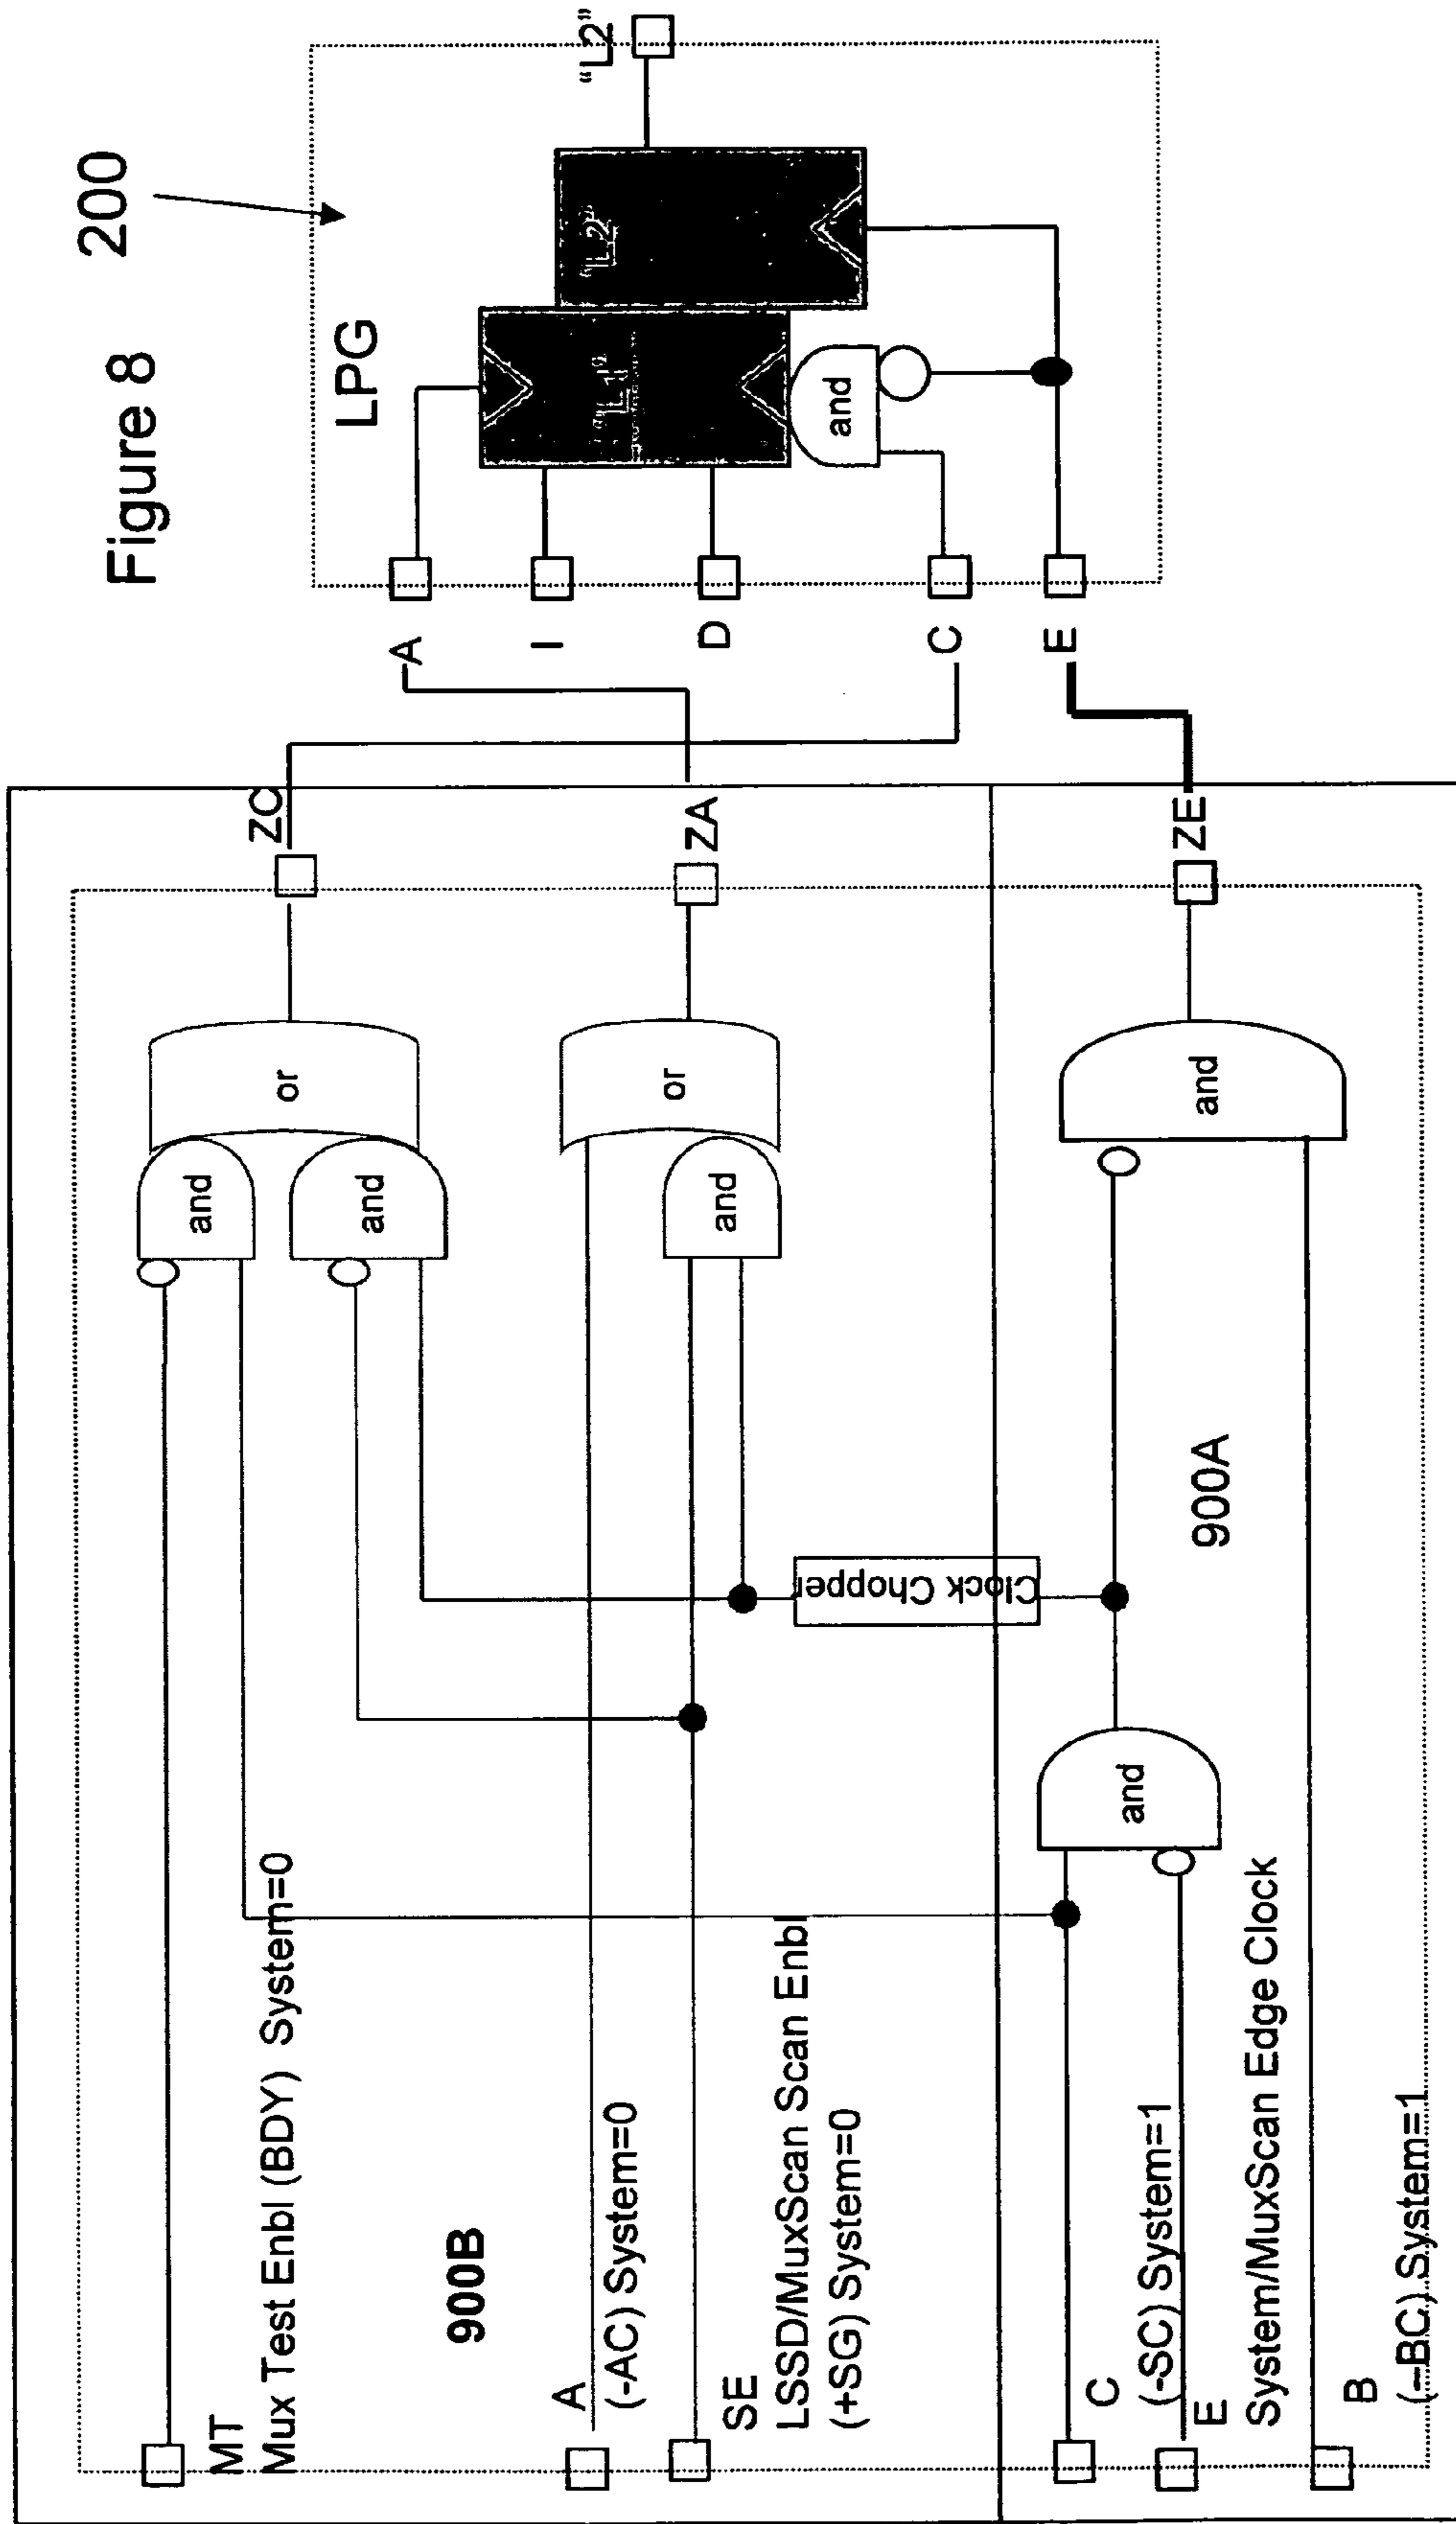 Figure 8
200
LPG
"L2"
"L1"
"L2"
and
A
I
D
C
E
ZC
ZA
ZE
or
and
and
or
and
and
Clock Chopper
900A
and
900B
MT
Mux Test Enbl (BDY) System=0
A
(-AC) System=0
SE
LSSD/MuxScan Scan Enbl
(+SG) System=0
C
(-SC) System=1
E
System/MuxScan Edge Clock
B
(-BC) System=1